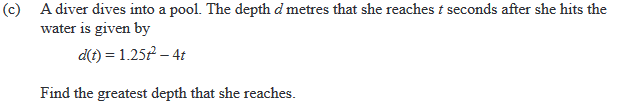 (c) A diver dives into a pool. The depth d metres that she reaches t seconds after she hits the
water is given by
d(t) = 1.25t² – 4t
Find the greatest depth that she reaches.